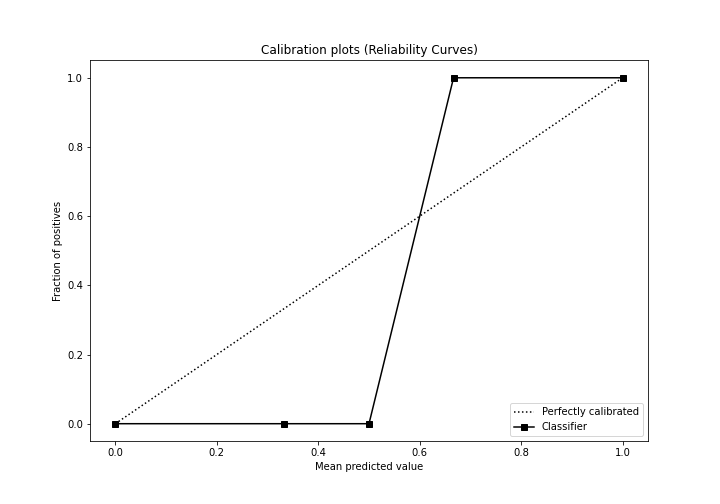 Calibration plots (Reliability Curves)
Fraction of positives
1.0
0.8
0.6
0.4
0.2
0.0
0.0 0.2 0.4 0.6 0.8 1.0
Mean predicted value
Perfectly calibrated
Classifier